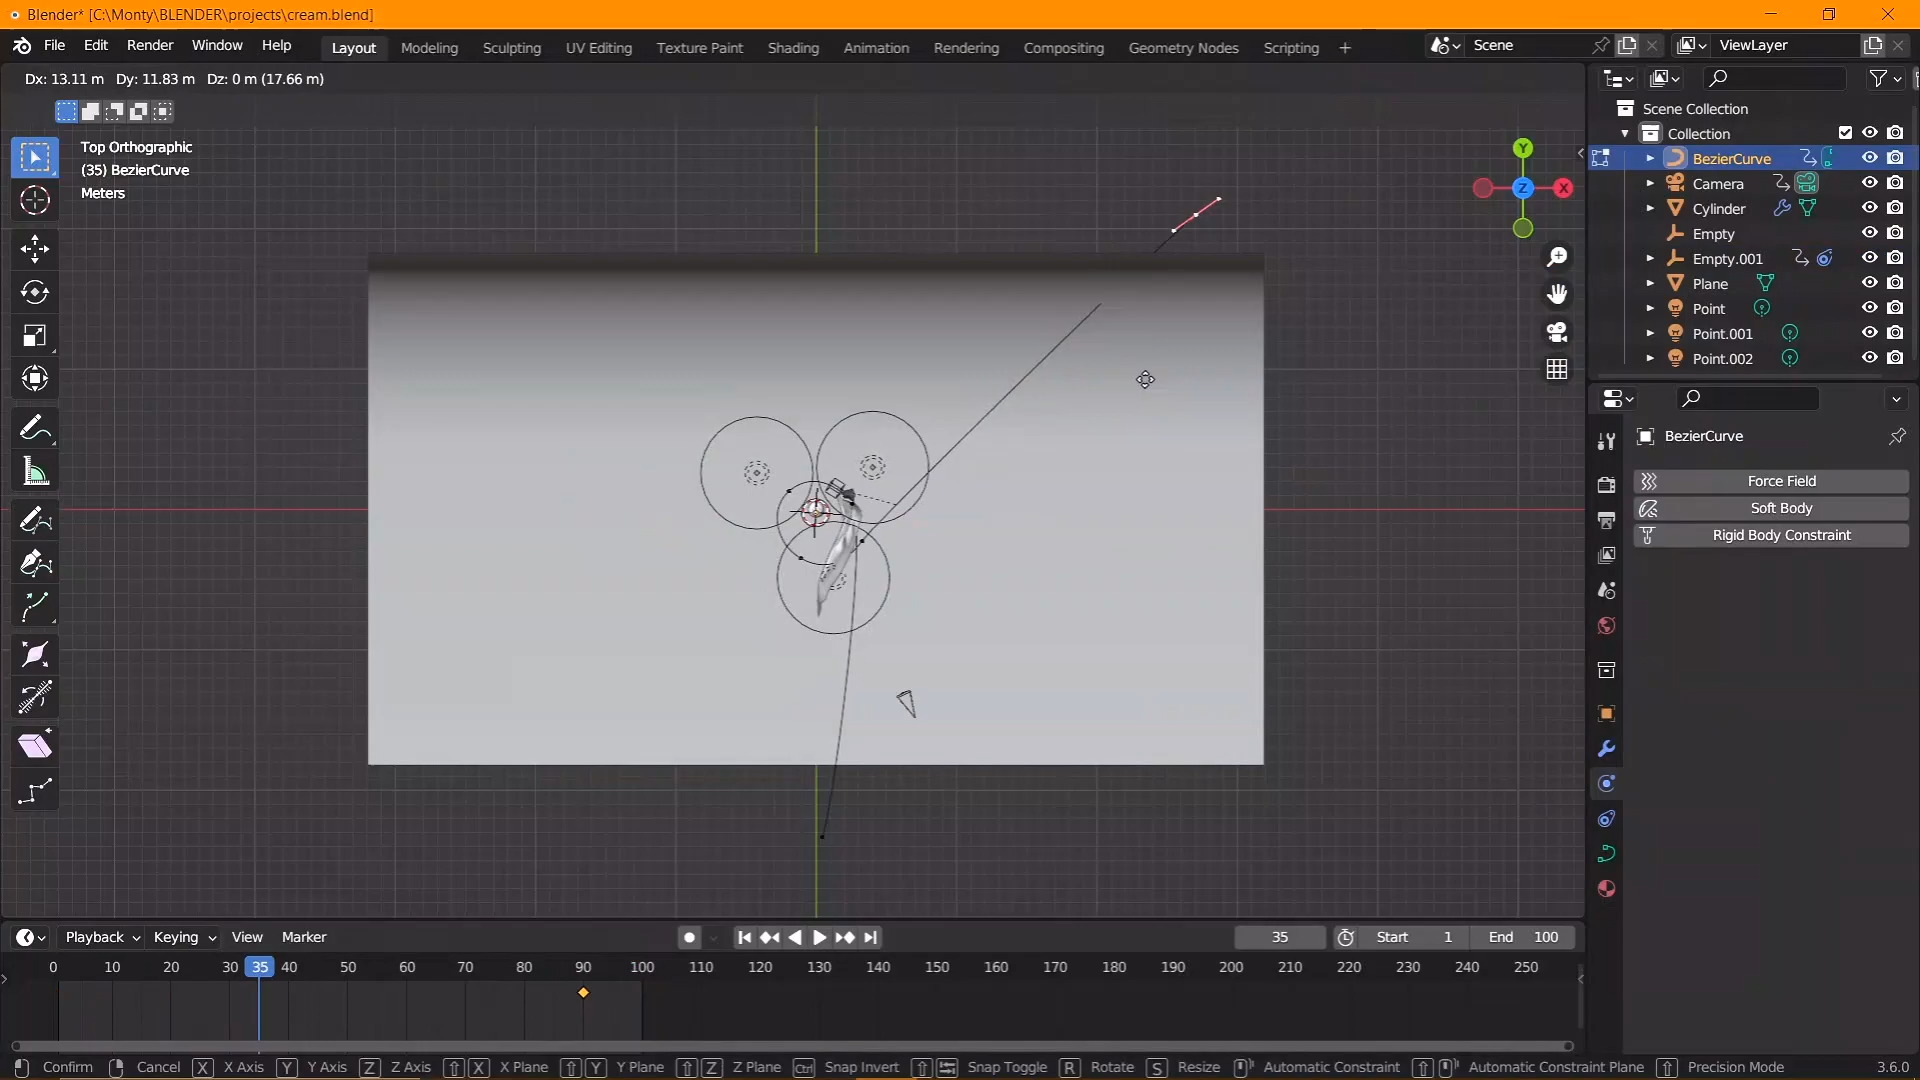 Blender* [C:\Monty\BLENDER\projects\cream.blend]
File Edit Render Window Help Layout Modeling Sculpting UV Editing Texture Paint Shading Animation Rendering Compositing Geometry Nodes Scripting + Scene ViewLayer
Dx: 13.11 m Dy: 11.83 m Dz: 0 m (17.66 m)
Top Orthographic
(35) BezierCurve
Meters
Y
Z
X
Scene Collection
Collection
BezierCurve
Camera
Cylinder
Empty
Empty.001
Plane
Point
Point.001
Point.002
BezierCurve
Force Field
Soft Body
Rigid Body Constraint
Playback Keying View Marker 35 Start 1 End 100
0 10 20 30 35 40 50 60 70 80 90 100 110 120 130 140 150 160 170 180 190 200 210 220 230 240 250
Confirm Cancel X X Axis Y Y Axis Z Z Axis X X Plane Y Y Plane Z Z Plane Ctrl Snap Invert Snap Toggle R Rotate S Resize Automatic Constraint Automatic Constraint Plane Precision Mode 3.6.0